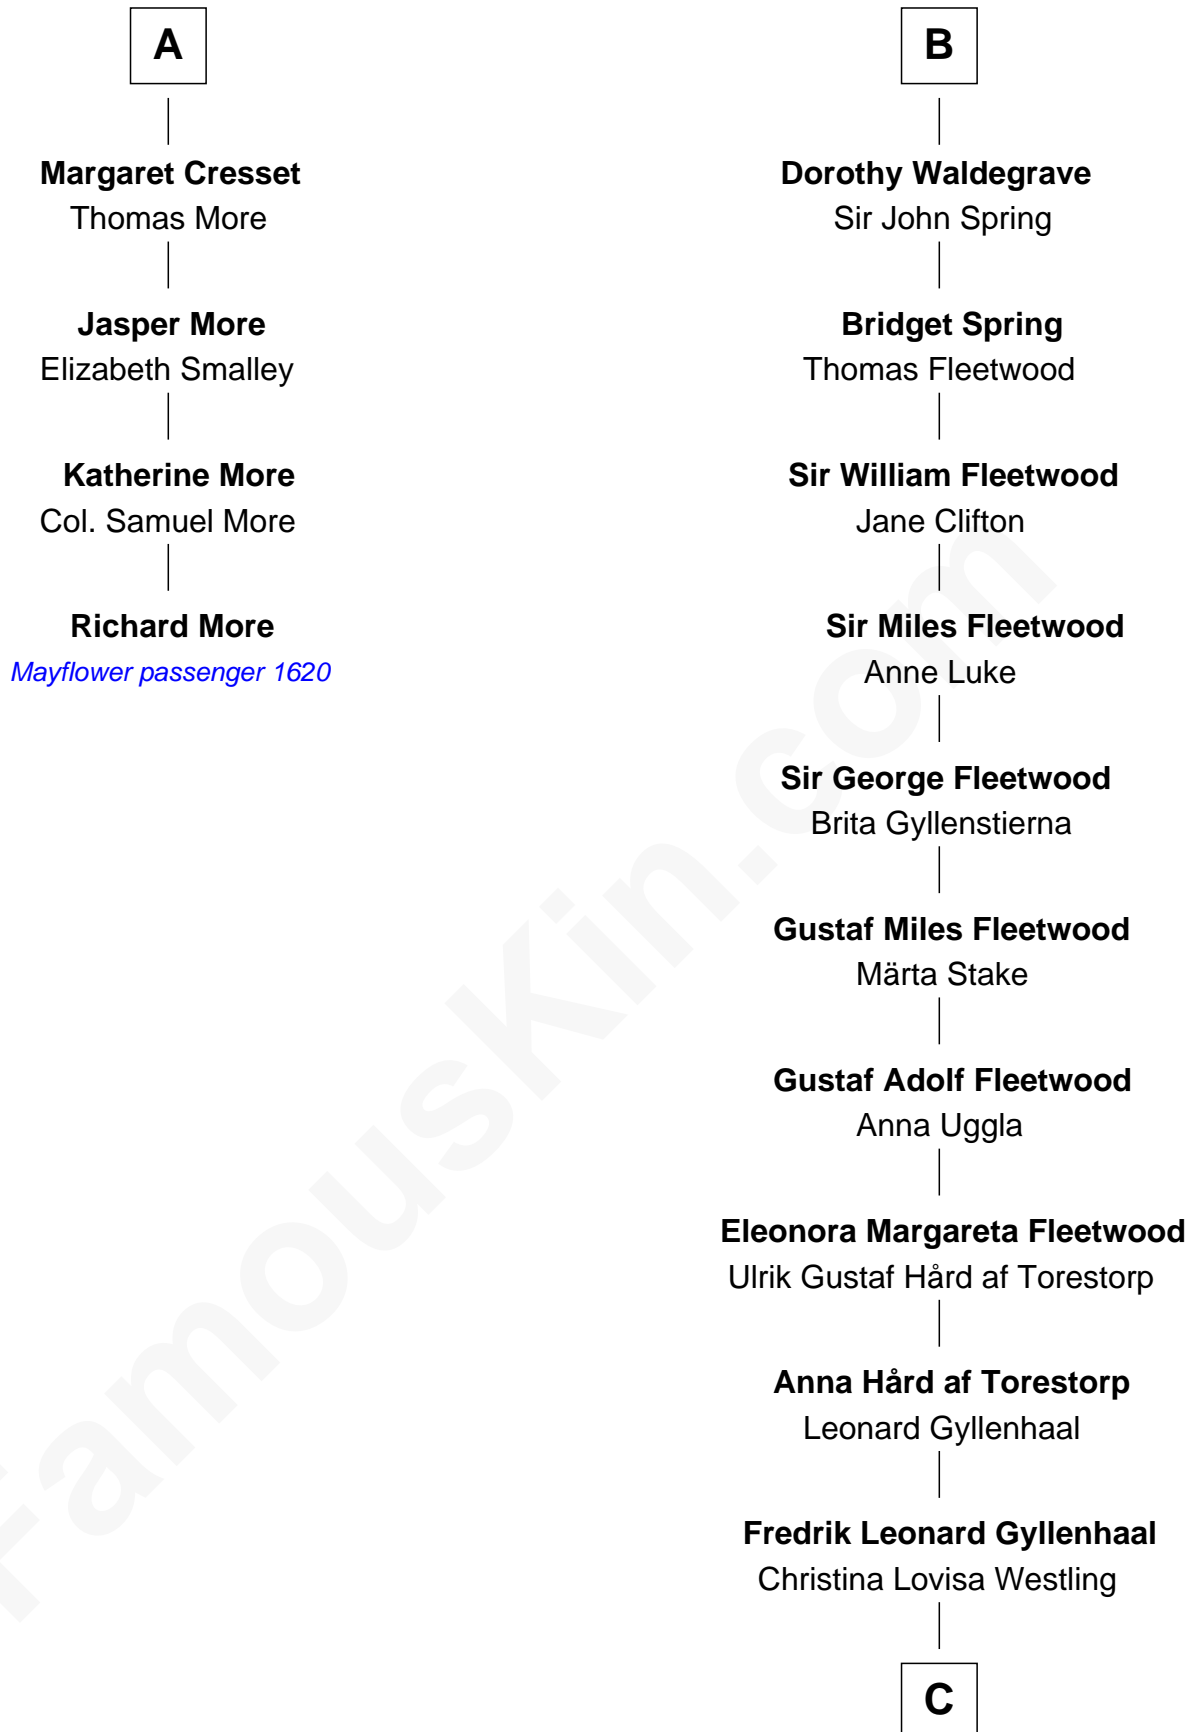 A
Margaret Cresset
Thomas More
Jasper More
Elizabeth Smalley
Katherine More
Col. Samuel More
Richard More
Mayflower passenger 1620
B
Dorothy Waldegrave
Sir John Spring
Bridget Spring
Thomas Fleetwood
Sir William Fleetwood
Jane Clifton
Sir Miles Fleetwood
Anne Luke
Sir George Fleetwood
Brita Gyllenstierna
Gustaf Miles Fleetwood
Märta Stake
Gustaf Adolf Fleetwood
Anna Uggla
Eleonora Margareta Fleetwood
Ulrik Gustaf Hård af Torestorp
Anna Hård af Torestorp
Leonard Gyllenhaal
Fredrik Leonard Gyllenhaal
Christina Lovisa Westling
C
FamousKin.com